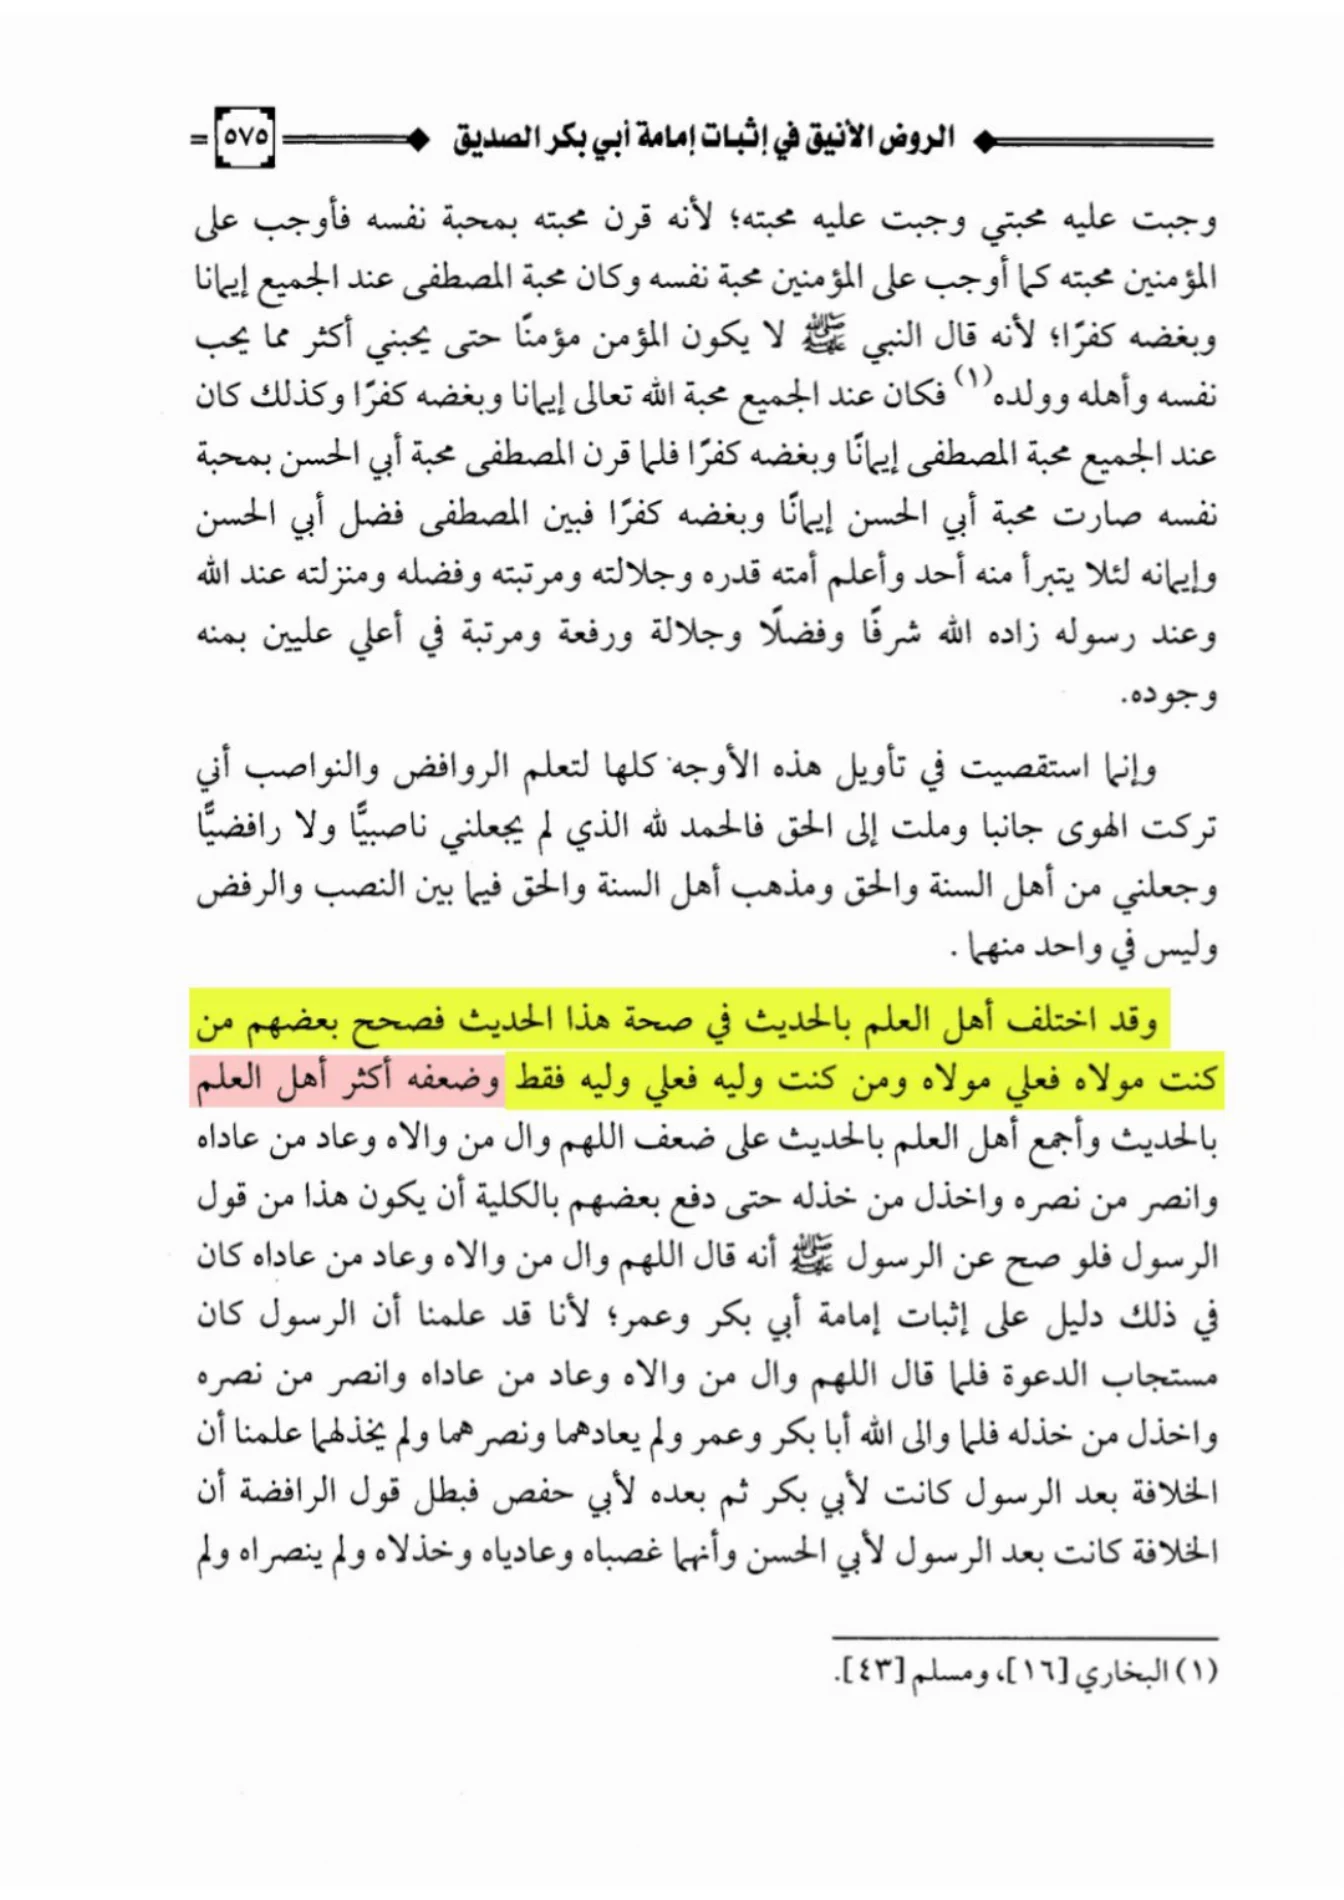 الروض الأنيق في إثبات إمامة أبي بكر الصديق ٥٧٥
وجبت عليه محبتي وجبت عليه محبته؛ لأنه قرن محبته بمحبة نفسه فأوجب على
المؤمنين محبته كما أوجب على المؤمنين محبة نفسه وكان محبة المصطفى عند الجميع إيمانا
وبغضه كفرًا؛ لأنه قال النبي ﷺ لا يكون المؤمن مؤمنًا حتى يحبني أكثر مما يحب
نفسه وأهله وولده(١) فكان عند الجميع محبة الله تعالى إيمانا وبغضه كفرًا وكذلك كان
عند الجميع محبة المصطفى إيمانًا وبغضه كفرًا فلما قرن المصطفى محبة أبي الحسن بمحبة
نفسه صارت محبة أبي الحسن إيمانًا وبغضه كفرًا فبين المصطفى فضل أبي الحسن
وإيمانه لئلا يتبرأ منه أحد وأعلم أمته قدره وجلالته ومرتبته وفضله ومنزلته عند الله
وعند رسوله زاده الله شرفًا وفضلًا وجلالة ورفعة ومرتبة في أعلي عليين بمنه
وجوده.
وإنما استقصيت في تأويل هذه الأوجه كلها لتعلم الروافض والنواصب أني
تركت الهوى جانبا وملت إلى الحق فالحمد لله الذي لم يجعلني ناصبيًّا ولا رافضيًّا
وجعلني من أهل السنة والحق ومذهب أهل السنة والحق فيما بين النصب والرفض
وليس في واحد منهما .
وقد اختلف أهل العلم بالحديث في صحة هذا الحديث فصحح بعضهم من
كنت مولاه فعلي مولاه ومن كنت وليه فعلي وليه فقط وضعفه أكثر أهل العلم
بالحديث وأجمع أهل العلم بالحديث على ضعف اللهم وال من والاه وعاد من عاداه
وانصر من نصره واخذل من خذله حتى دفع بعضهم بالكلية أن يكون هذا من قول
الرسول فلو صح عن الرسول ﷺ أنه قال اللهم وال من والاه وعاد من عاداه كان
في ذلك دليل على إثبات إمامة أبي بكر وعمر؛ لأنا قد علمنا أن الرسول كان
مستجاب الدعوة فلما قال اللهم وال من والاه وعاد من عاداه وانصر من نصره
واخذل من خذله فلما والى الله أبا بكر وعمر ولم يعادهما ونصرهما ولم يخذلهما علمنا أن
الخلافة بعد الرسول كانت لأبي بكر ثم بعده لأبي حفص فبطل قول الرافضة أن
الخلافة كانت بعد الرسول لأبي الحسن وأنهما غصباه وعادياه وخذلاه ولم ينصراه ولم
(١) البخاري [١٦]، ومسلم [٤٣].